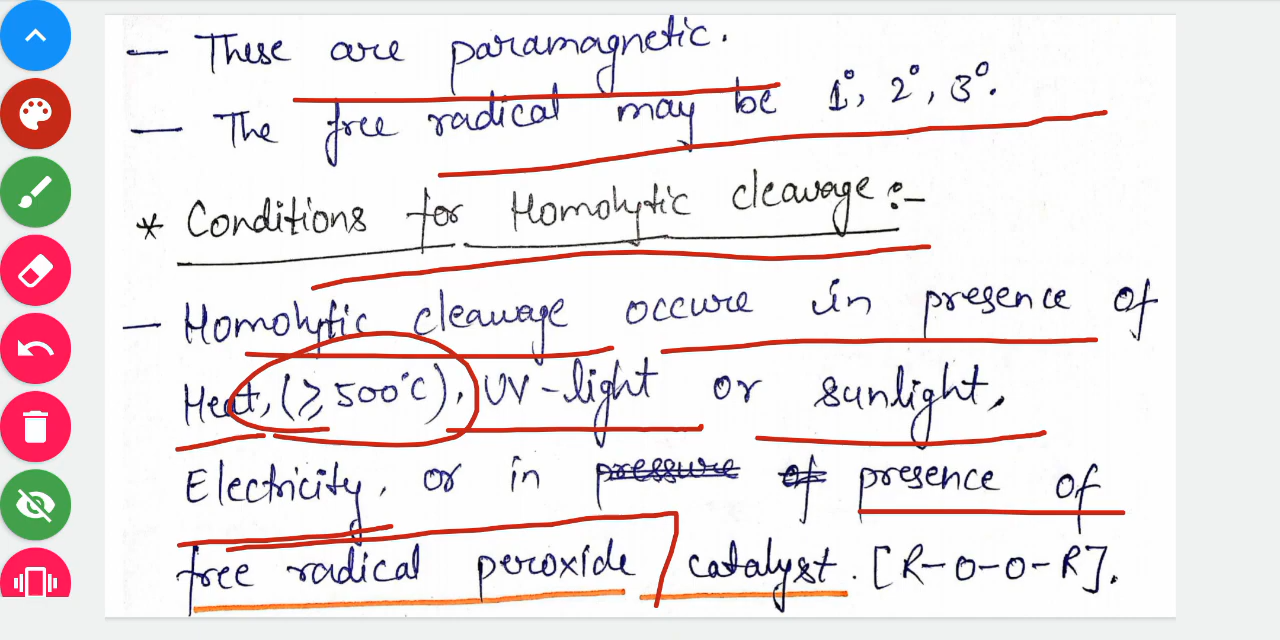 — These are paramagnetic.
— The free radical may be 1°, 2°, 3°.
* Conditions for Homolytic cleavage :-
— Homolytic cleavage occure in presence of
Heat, (≥ 500°C), UV-light or sunlight,
Electricity, or in pressure of presence of
free radical peroxide / catalyst. [R-O-O-R].